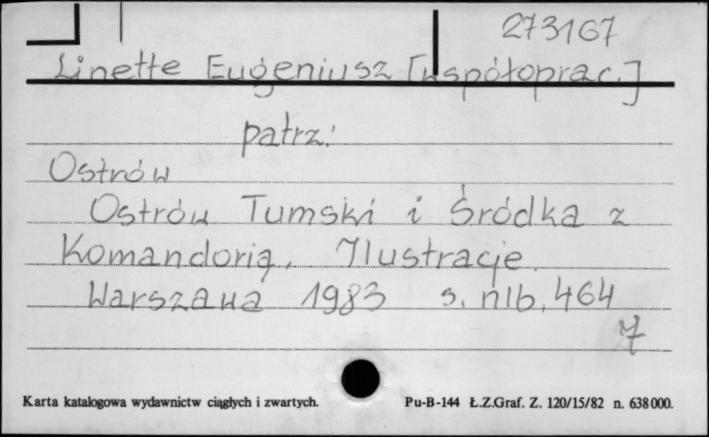 273167
Linette Eugeniusz [współoprac.]
patrz:
Ostrów
Ostrów Tumski i Śródka z
Komandorią. Ilustracje.
Warszawa 1983 s. nlb, 464
7
Karta katalogowa wydawnictw ciągłych i zwartych. Pu-B-144 Ł.Z.Graf. Z. 120/15/82 n. 638000.